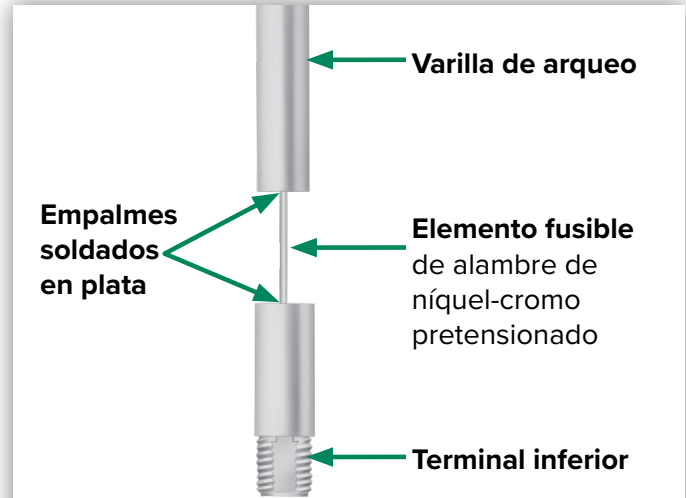 Varilla de arqueo
Empalmes
soldados
en plata
Elemento fusible
de alambre de
níquel-cromo
pretensionado
Terminal inferior